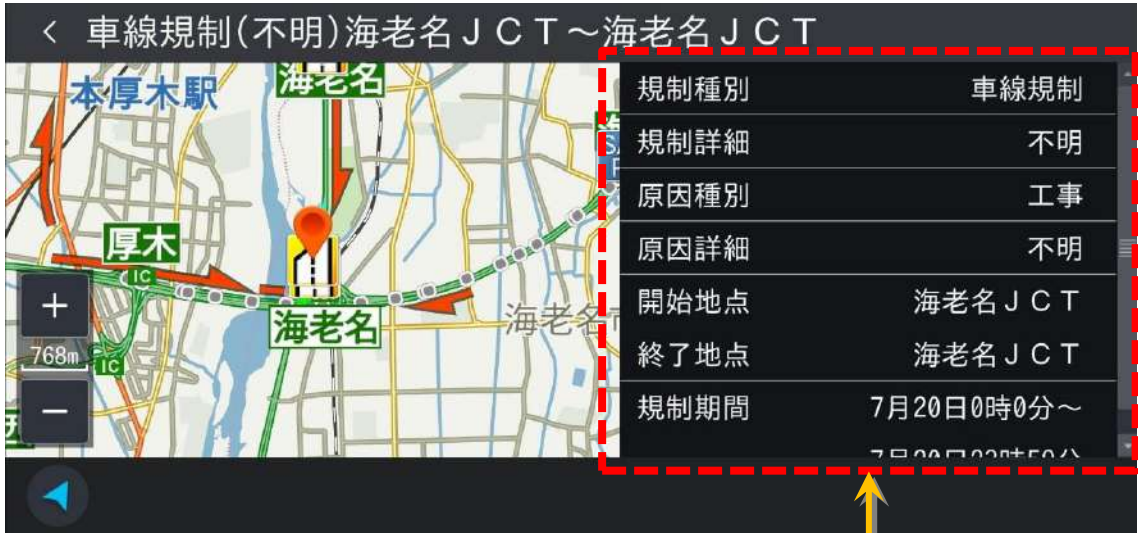 < 車線規制(不明)海老名JCT～海老名JCT
本厚木駅
海老名
厚木
IC
海老名
海老名
IC
+
768m
−
規制種別 車線規制
規制詳細 不明
原因種別 工事
原因詳細 不明
開始地点 海老名JCT
終了地点 海老名JCT
規制期間 7月20日0時0分～